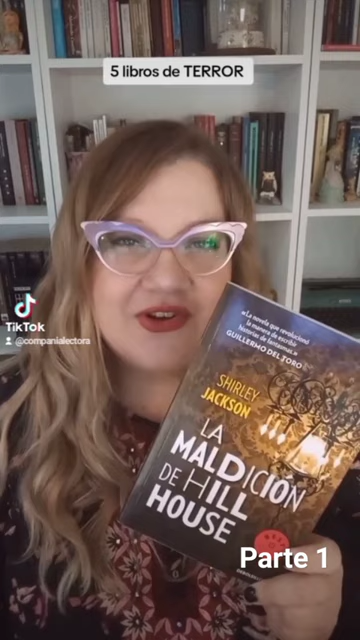 5 libros de TERROR
TikTok
@companialectora
«La novela que revolucionó
la manera de escribir
historias de fantasmas.»
GUILLERMO DEL TORO
SHIRLEY
JACKSON
LA
MALDICIÓN
DE HILL
HOUSE
Parte 1